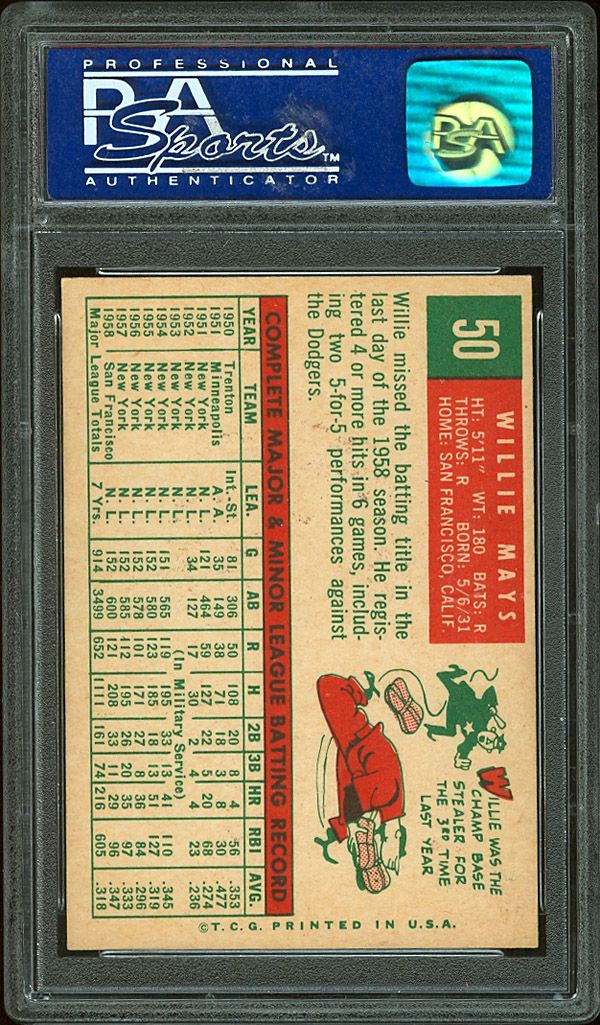 PROFESSIONAL
PSA
Sports™
AUTHENTICATOR
PSA
50
WILLIE MAYS
HT: 5'11" WT: 180 BATS: R
THROWS: R BORN: 5/6/31
HOME: SAN FRANCISCO, CALIF.
Willie missed the batting title in the
last day of the 1958 season. He regis-
tered 4 or more hits in 6 games, includ-
ing two 5-for-5 performances against
the Dodgers.
WILLIE WAS THE
CHAMP BASE
STEALER FOR
THE 3RD TIME
LAST YEAR
COMPLETE MAJOR & MINOR LEAGUE BATTING RECORD
YEAR TEAM LEA. G AB R H 2B 3B HR RBI AVG.
1950 Trenton Int.-St 81 306 50 108 20 8 4 56 .353
1951 Minneapolis A. A. 35 149 38 71 18 3 8 30 .477
1951 New York N. L. 121 464 59 127 22 5 20 68 .274
1952 New York N. L. 34 127 17 30 2 4 4 23 .236
1953 New York N. L. (In Military Service)
1954 New York N. L. 151 565 119 195 33 13 41 110 .345
1955 New York N. L. 152 580 123 185 18 13 51 127 .319
1956 New York N. L. 152 578 101 171 27 8 36 84 .296
1957 New York N. L. 152 585 112 195 26 20 35 97 .333
1958 San Francisco N. L. 152 600 121 208 33 11 29 96 .347
Major League Totals 7 Yrs. 914 3499 652 1111 161 74 216 605 .318
©T.C.G. PRINTED IN U.S.A.